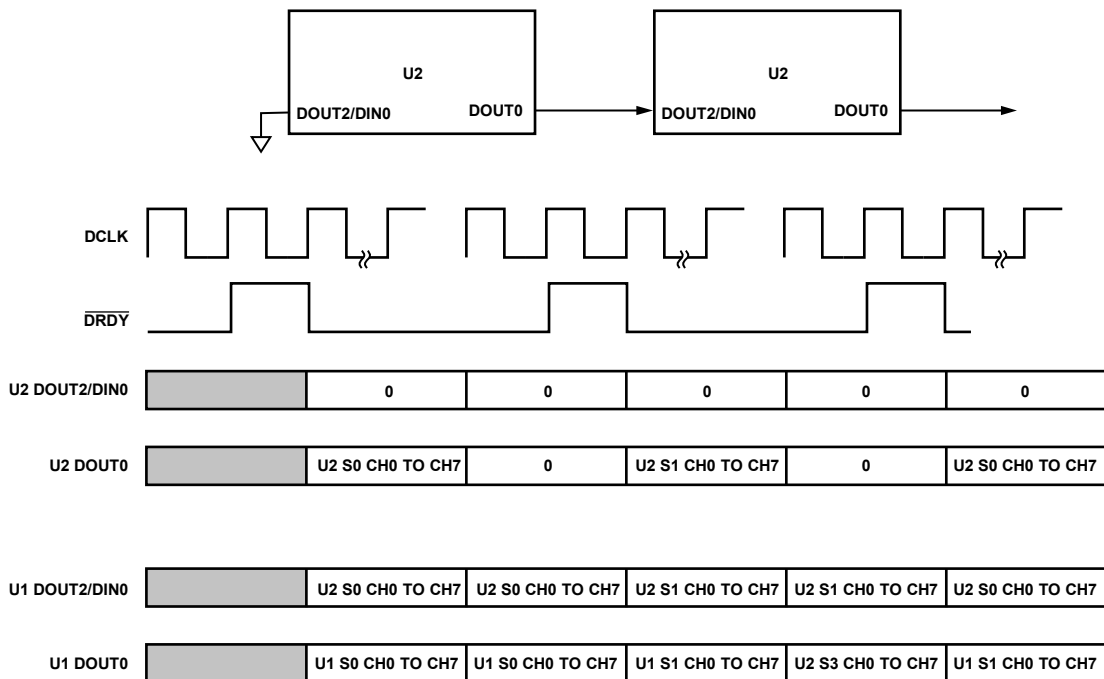 U2
U2
DOUT2/DIN0 DOUT0 DOUT2/DIN0 DOUT0
DCLK
DRDY
U2 DOUT2/DIN0 0 0 0 0 0
U2 DOUT0 U2 S0 CH0 TO CH7 0 U2 S1 CH0 TO CH7 0 U2 S0 CH0 TO CH7
U1 DOUT2/DIN0 U2 S0 CH0 TO CH7 U2 S0 CH0 TO CH7 U2 S1 CH0 TO CH7 U2 S1 CH0 TO CH7 U2 S0 CH0 TO CH7
U1 DOUT0 U1 S0 CH0 TO CH7 U1 S0 CH0 TO CH7 U1 S1 CH0 TO CH7 U2 S3 CH0 TO CH7 U1 S1 CH0 TO CH7